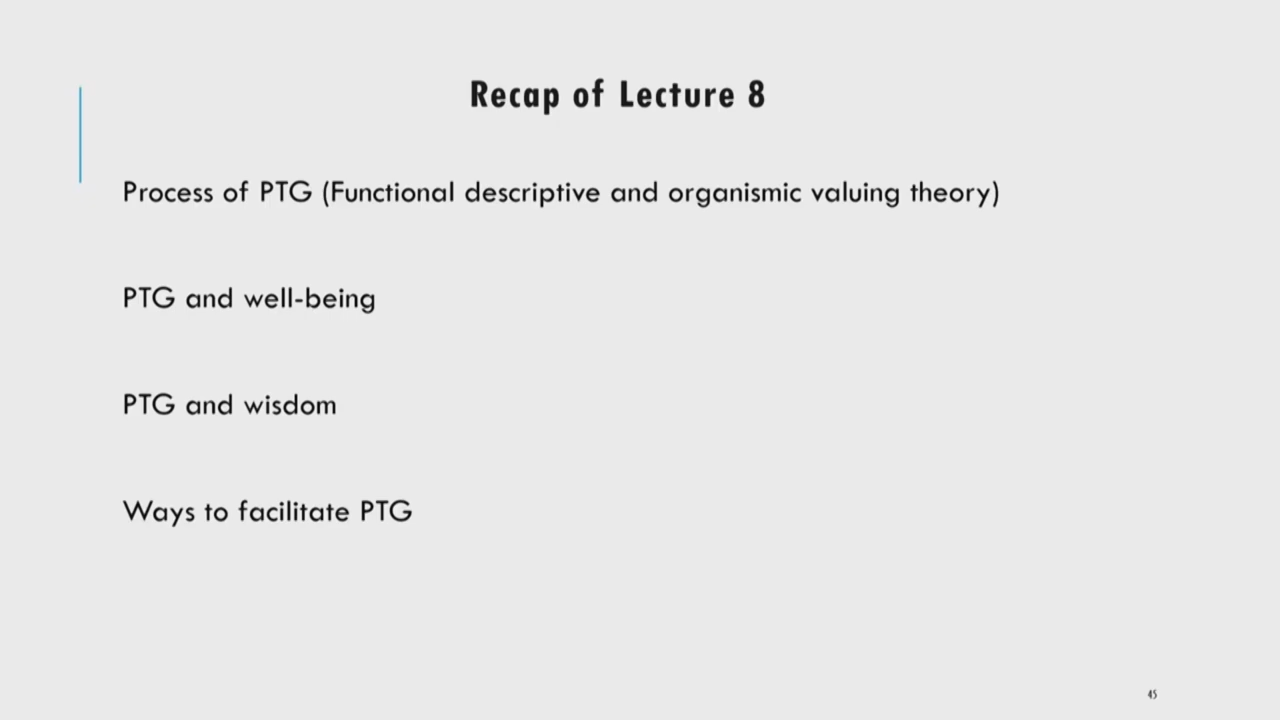 Recap of Lecture 8
Process of PTG (Functional descriptive and organismic valuing theory)
PTG and well-being
PTG and wisdom
Ways to facilitate PTG
45